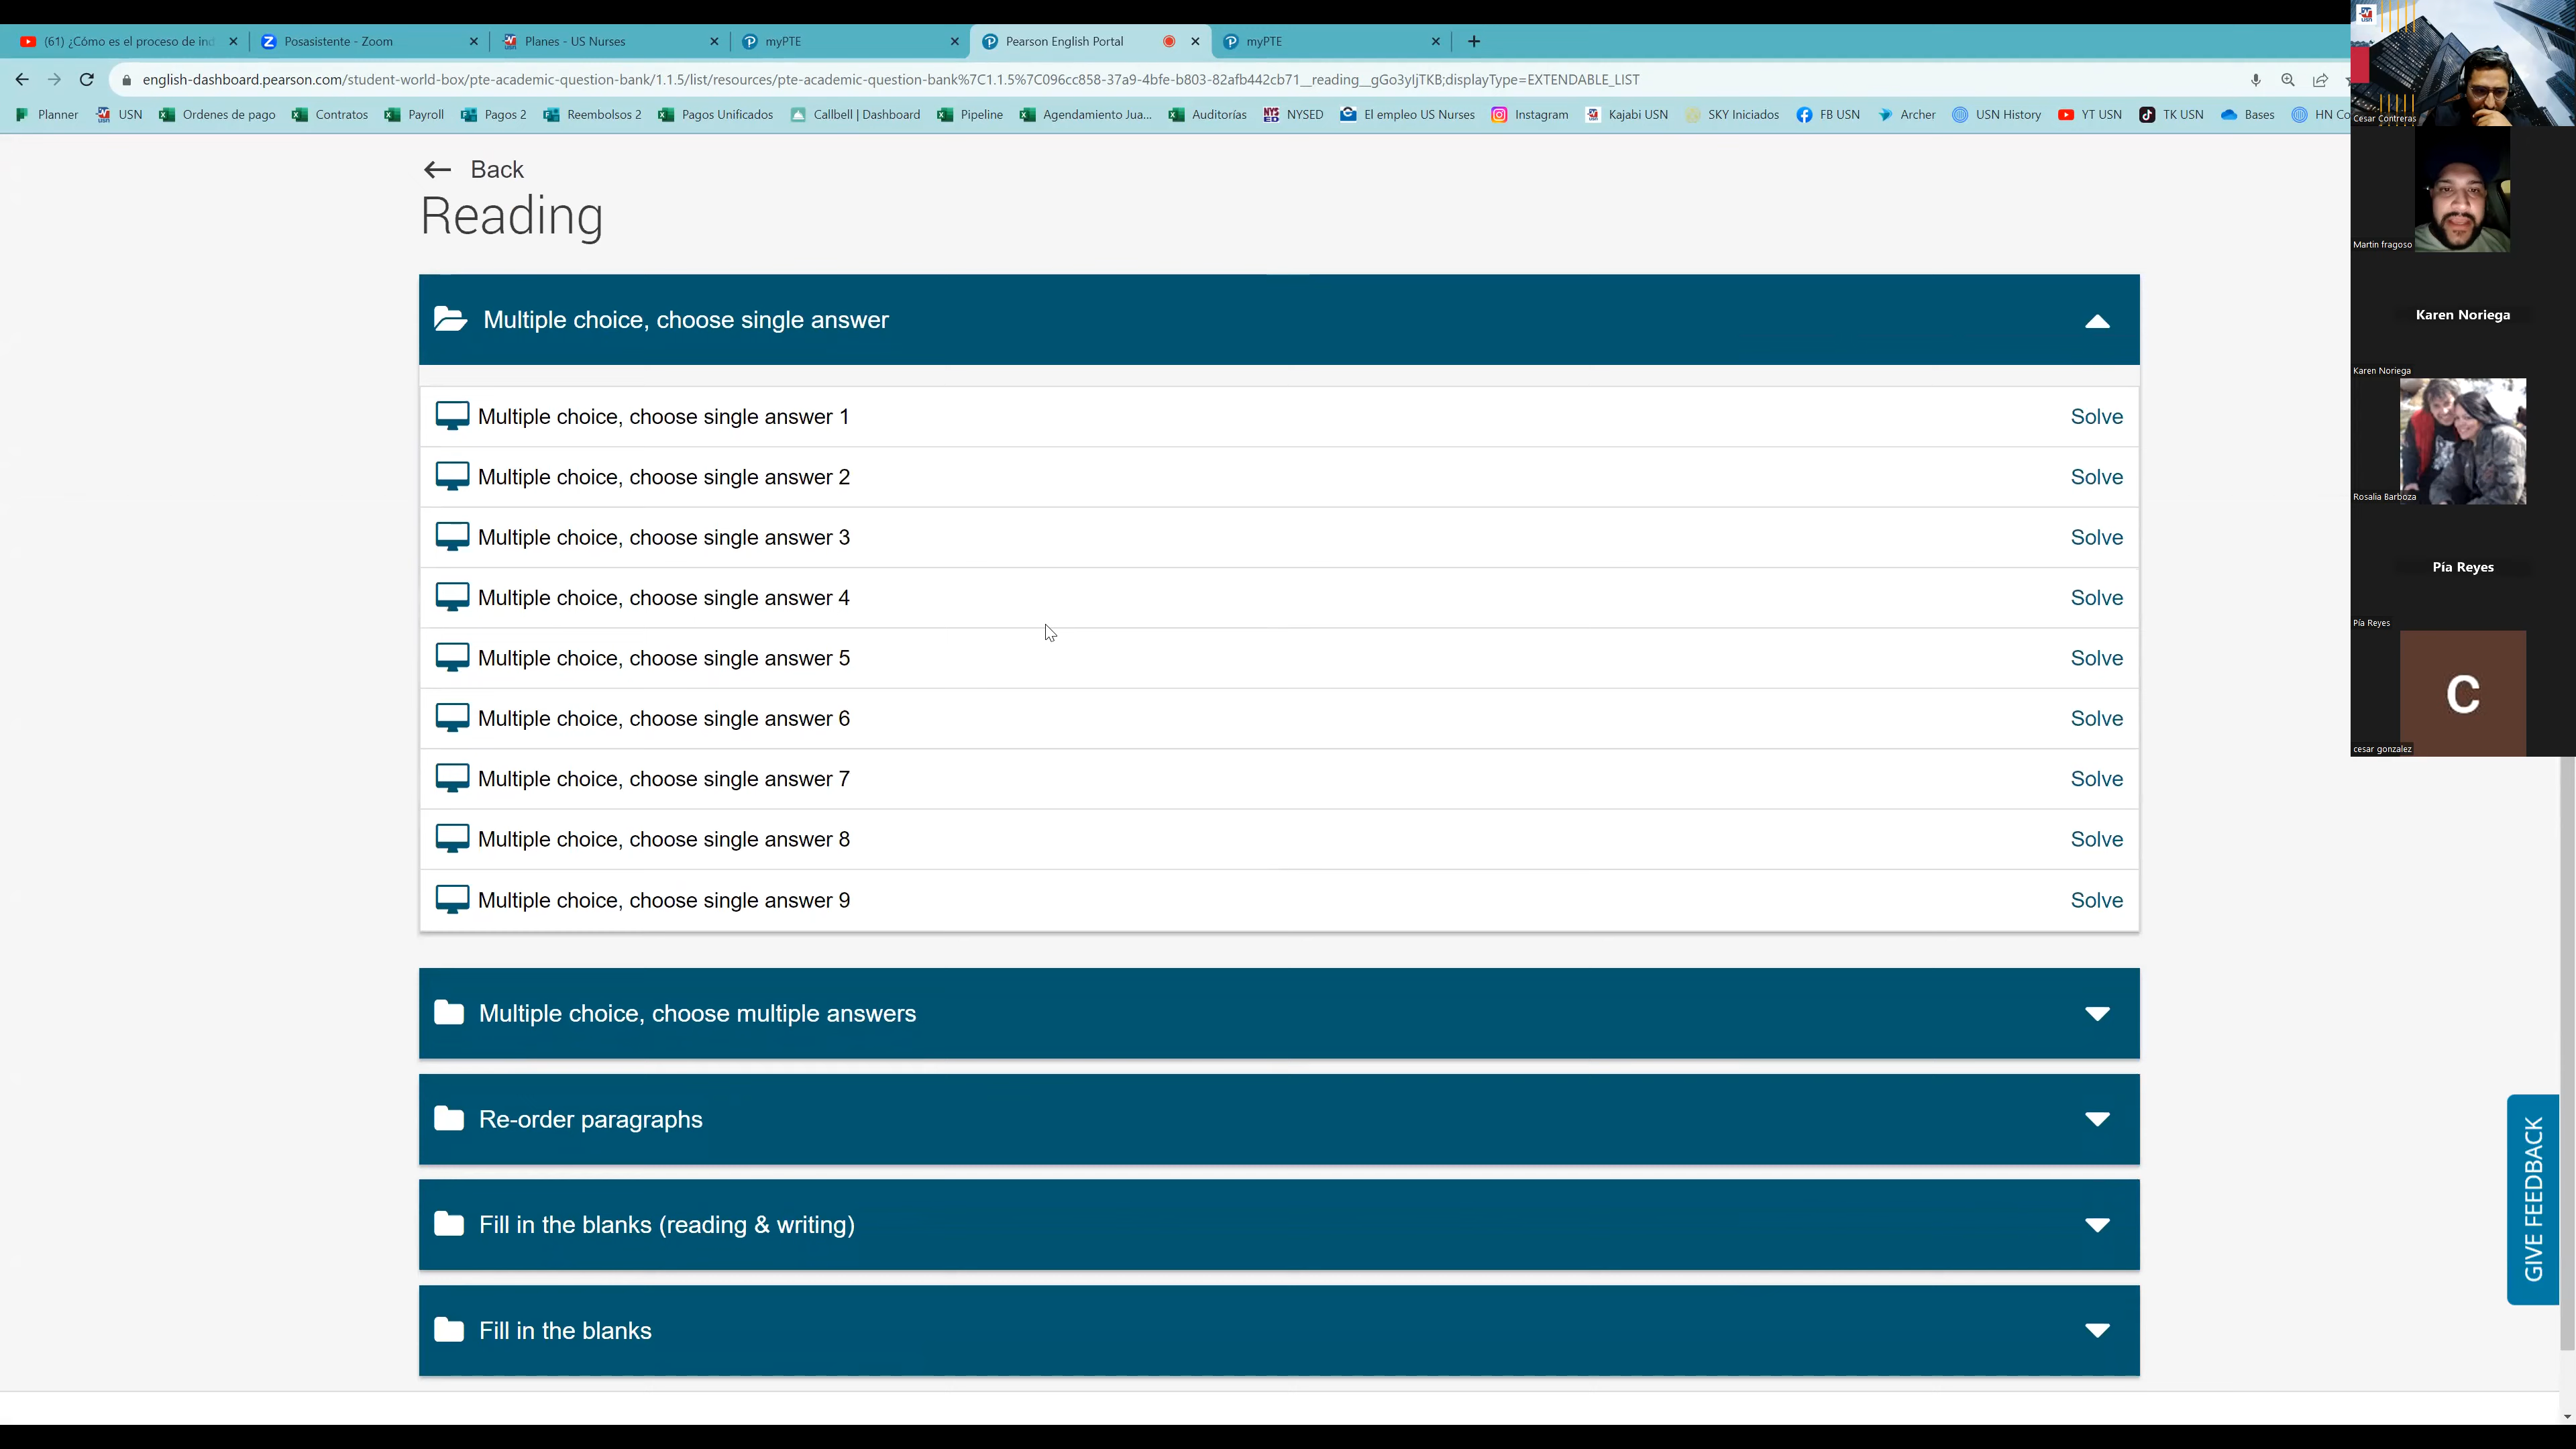 (61) ¿Cómo es el proceso de ind
Posasistente - Zoom
Planes - US Nurses
myPTE
Pearson English Portal
myPTE
english-dashboard.pearson.com/student-world-box/pte-academic-question-bank/1.1.5/list/resources/pte-academic-question-bank%7C1.1.5%7C096cc858-37a9-4bfe-b803-82afb442cb71__reading__gGo3yIjTKB;displayType=EXTENDABLE_LIST
Planner
USN
Ordenes de pago
Contratos
Payroll
Pagos 2
Reembolsos 2
Pagos Unificados
Callbell | Dashboard
Pipeline
Agendamiento Jua...
Auditorías
NYSED
El empleo US Nurses
Instagram
Kajabi USN
SKY Iniciados
FB USN
Archer
USN History
YT USN
TK USN
Bases
HN Co
Back
Reading
Multiple choice, choose single answer
Multiple choice, choose single answer 1 Solve
Multiple choice, choose single answer 2 Solve
Multiple choice, choose single answer 3 Solve
Multiple choice, choose single answer 4 Solve
Multiple choice, choose single answer 5 Solve
Multiple choice, choose single answer 6 Solve
Multiple choice, choose single answer 7 Solve
Multiple choice, choose single answer 8 Solve
Multiple choice, choose single answer 9 Solve
Multiple choice, choose multiple answers
Re-order paragraphs
Fill in the blanks (reading & writing)
Fill in the blanks
GIVE FEEDBACK
USN
Cesar Contreras
Martin fragoso
Karen Noriega
Karen Noriega
Rosalia Barboza
Pía Reyes
Pía Reyes
C
cesar gonzalez